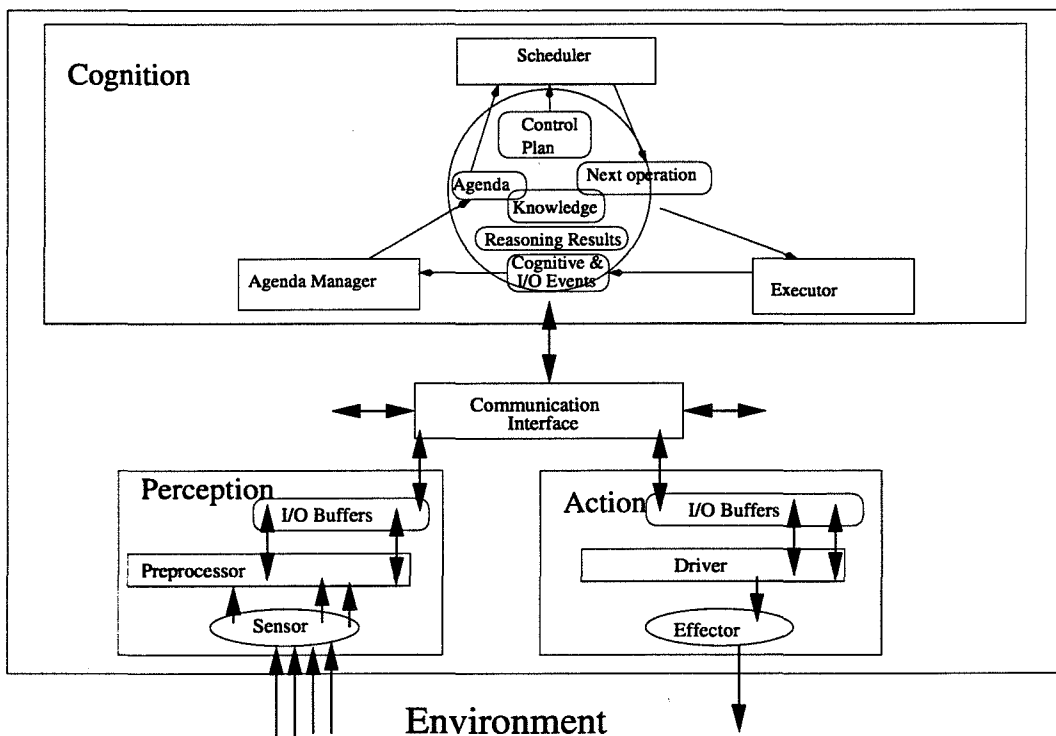 Cognition
Scheduler
Control
Plan
Agenda
Next operation
Knowledge
Reasoning Results
Cognitive &
I/O Events
Agenda Manager
Executor
Communication
Interface
Perception
I/O Buffers
Preprocessor
Sensor
Action
I/O Buffers
Driver
Effector
Environment